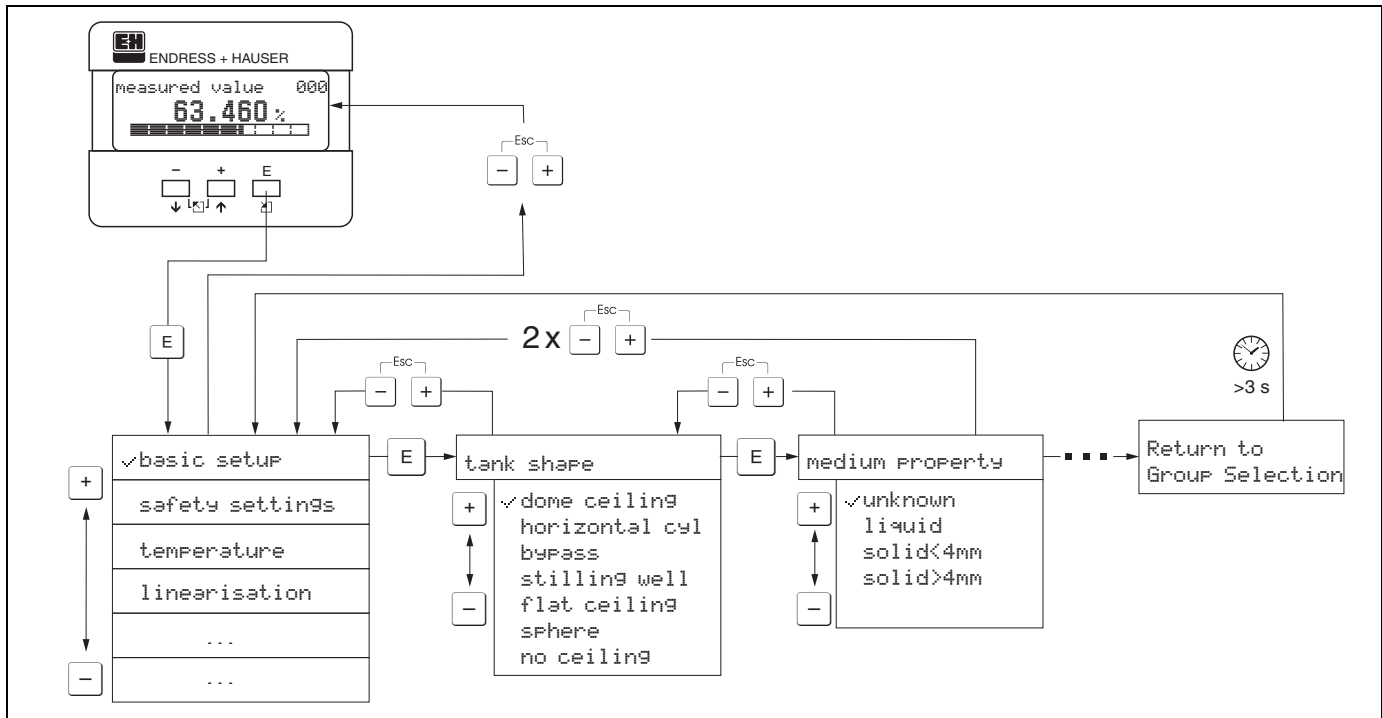 E+H
ENDRESS + HAUSER
measured value 000
63.460 %
- + E
Esc
- +
E
2x
Esc
- +
Esc
- +
Esc
- +
>3 s
✓basic setup
safety settings
temperature
linearisation
...
...
+
-
E
tank shape
✓dome ceiling
horizontal cyl
bypass
stilling well
flat ceiling
sphere
no ceiling
+
-
E
medium property
✓unknown
liquid
solid<4mm
solid>4mm
+
-
Return to
Group Selection